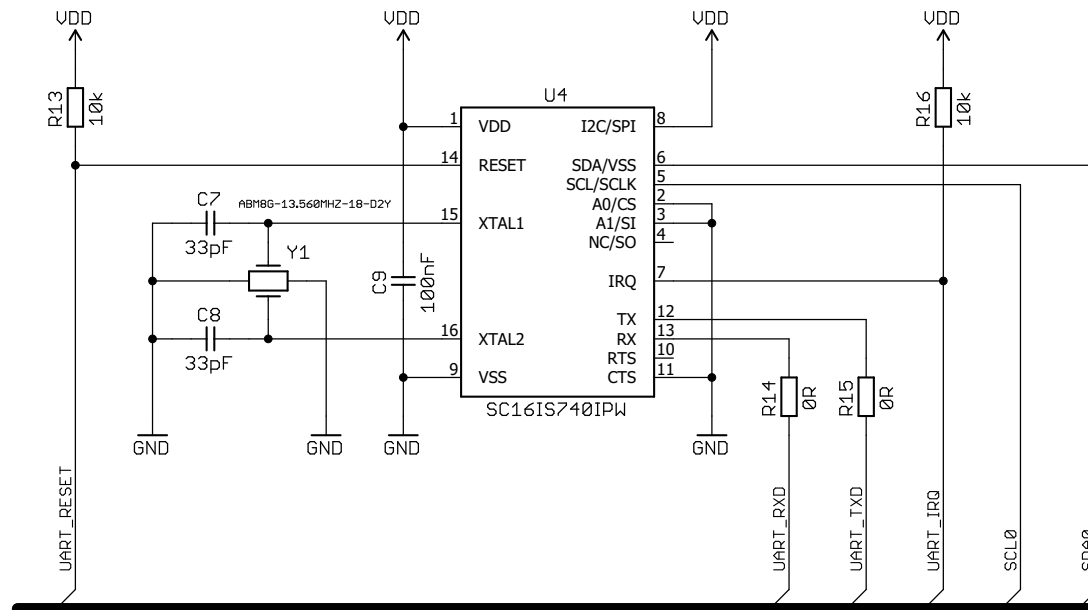 VDD
VDD
VDD
VDD
R13
10k
U4
R16
10k
1
VDD
I2C/SPI
8
14
RESET
SDA/VSS
6
SCL/SCLK
5
A0/CS
2
A1/SI
3
NC/SO
4
C7
33pF
ABM8G-13.560MHZ-18-D2Y
15
XTAL1
Y1
C9
100nF
IRQ
7
TX
12
RX
13
RTS
10
CTS
11
C8
33pF
16
XTAL2
9
VSS
SC16IS740IPW
R14
0R
R15
0R
GND
GND
GND
GND
UART_RESET
UART_RXD
UART_TXD
UART_IRQ
SCL0
SDA0